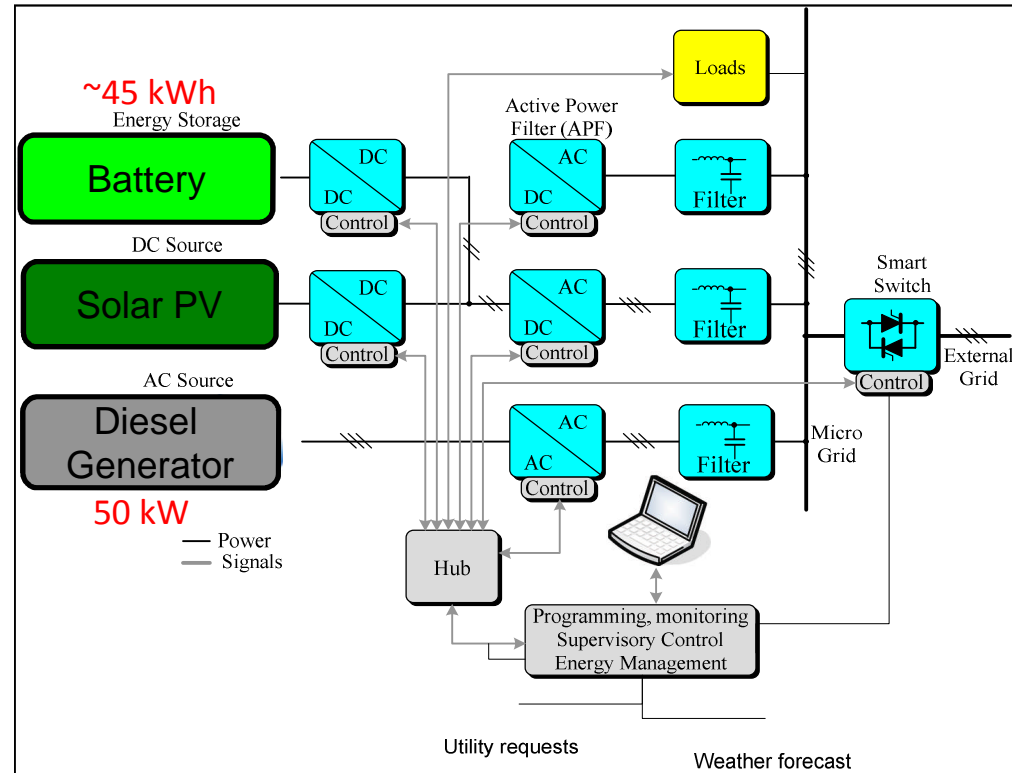 ~45 kWh
Energy Storage
Battery
DC
DC
Control
Active Power
Filter (APF)
AC
DC
Control
Filter
Loads
DC Source
Solar PV
DC
DC
Control
AC
DC
Control
Filter
Smart
Switch
Control
External
Grid
AC Source
Diesel
Generator
50 kW
AC
AC
Control
Filter
Micro
Grid
Power
Signals
Hub
Programming, monitoring
Supervisory Control
Energy Management
Utility requests
Weather forecast